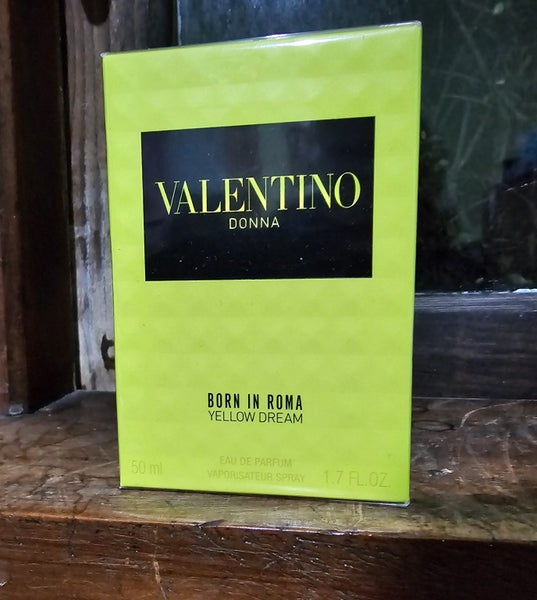 VALENTINO
DONNA
BORN IN ROMA
YELLOW DREAM
EAU DE PARFUM
VAPORISATEUR SPRAY
50 ml
1.7 FL.OZ.